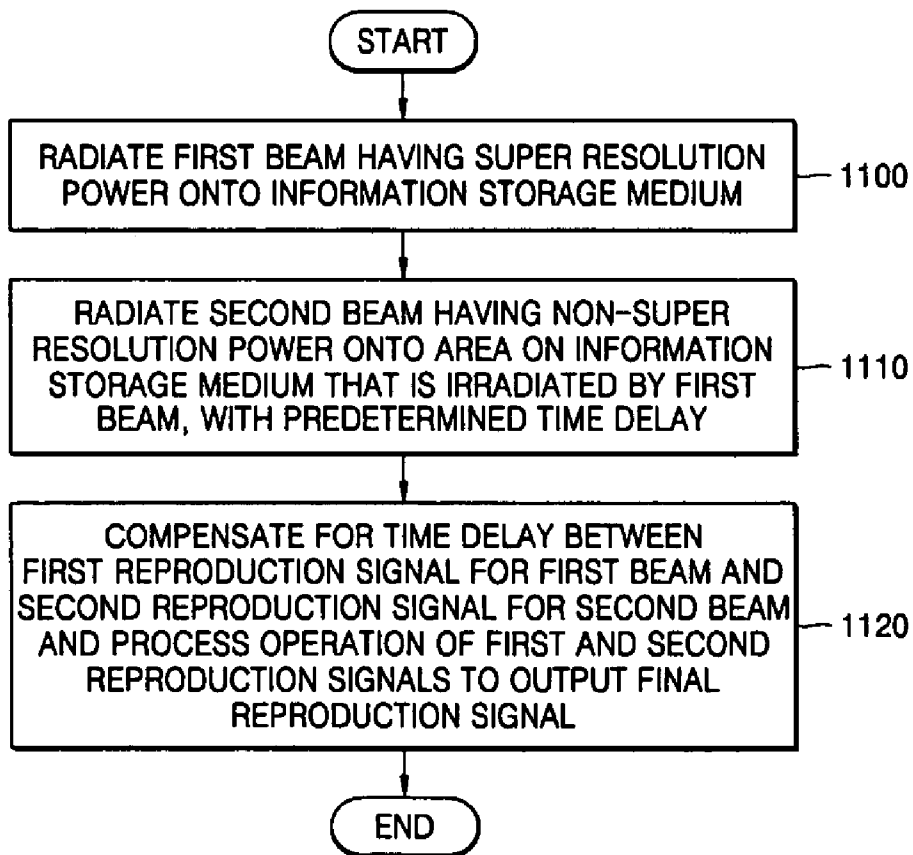 START
RADIATE FIRST BEAM HAVING SUPER RESOLUTION
POWER ONTO INFORMATION STORAGE MEDIUM
1100
RADIATE SECOND BEAM HAVING NON-SUPER
RESOLUTION POWER ONTO AREA ON INFORMATION
STORAGE MEDIUM THAT IS IRRADIATED BY FIRST
BEAM, WITH PREDETERMINED TIME DELAY
1110
COMPENSATE FOR TIME DELAY BETWEEN
FIRST REPRODUCTION SIGNAL FOR FIRST BEAM AND
SECOND REPRODUCTION SIGNAL FOR SECOND BEAM
AND PROCESS OPERATION OF FIRST AND SECOND
REPRODUCTION SIGNALS TO OUTPUT FINAL
REPRODUCTION SIGNAL
1120
END